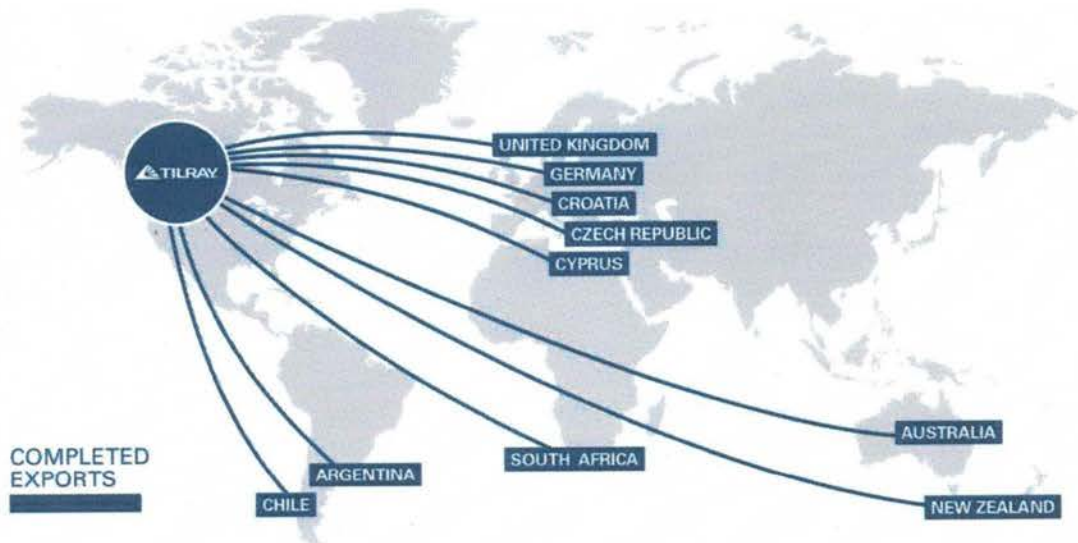 TILRAY
UNITED KINGDOM
GERMANY
CROATIA
CZECH REPUBLIC
CYPRUS
AUSTRALIA
SOUTH AFRICA
ARGENTINA
CHILE
NEW ZEALAND
COMPLETED
EXPORTS